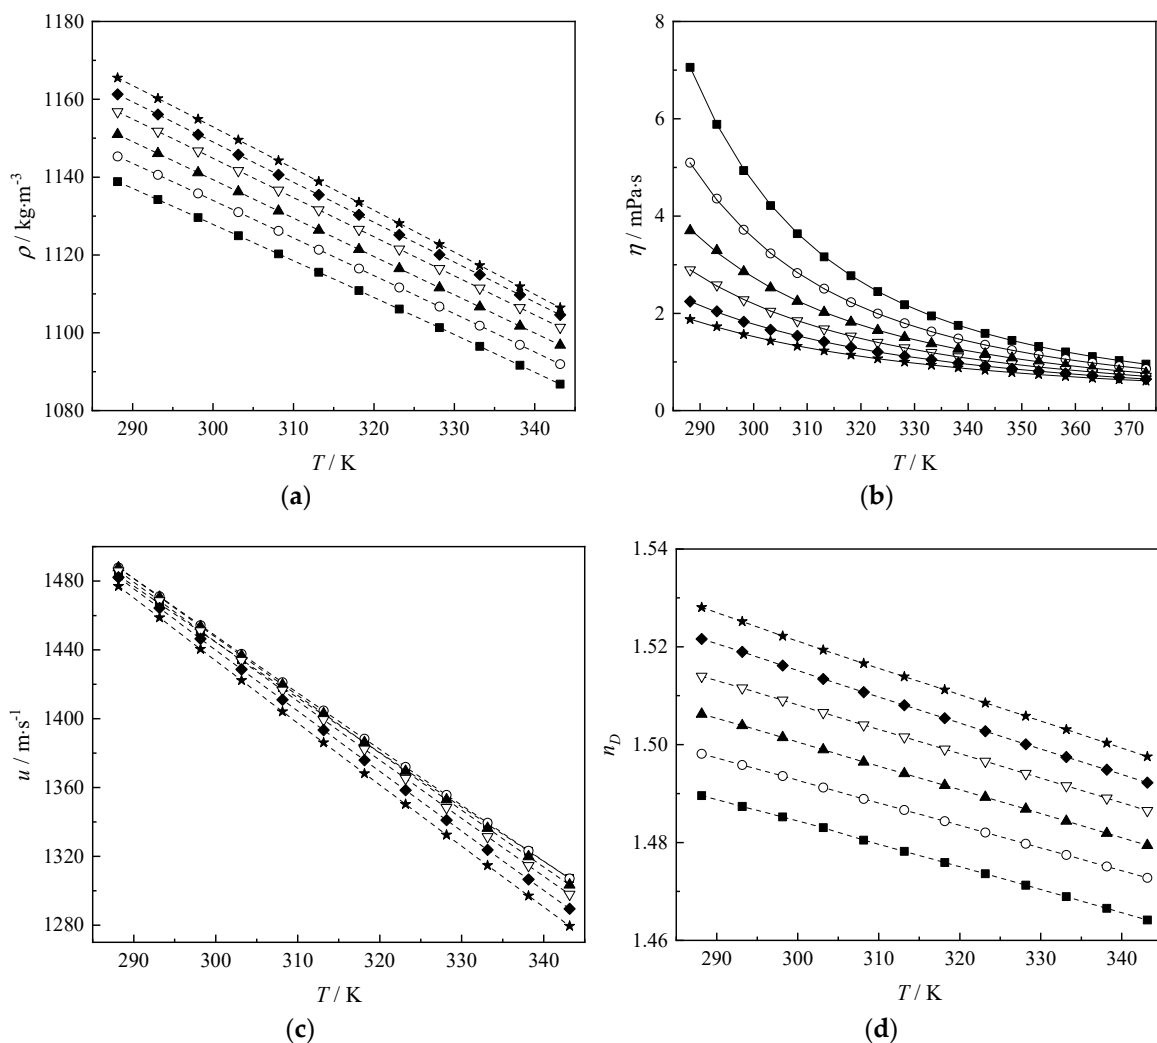 1180
1160
1140
1120
1100
1080
ρ / kg·m⁻³
290 300 310 320 330 340
T / K
(a)
8
6
4
2
0
η / mPa·s
290 300 310 320 330 340 350 360 370
T / K
(b)
1480
1440
1400
1360
1320
1280
u / m·s⁻¹
290 300 310 320 330 340
T / K
(c)
1.54
1.52
1.50
1.48
1.46
n_D
290 300 310 320 330 340
T / K
(d)